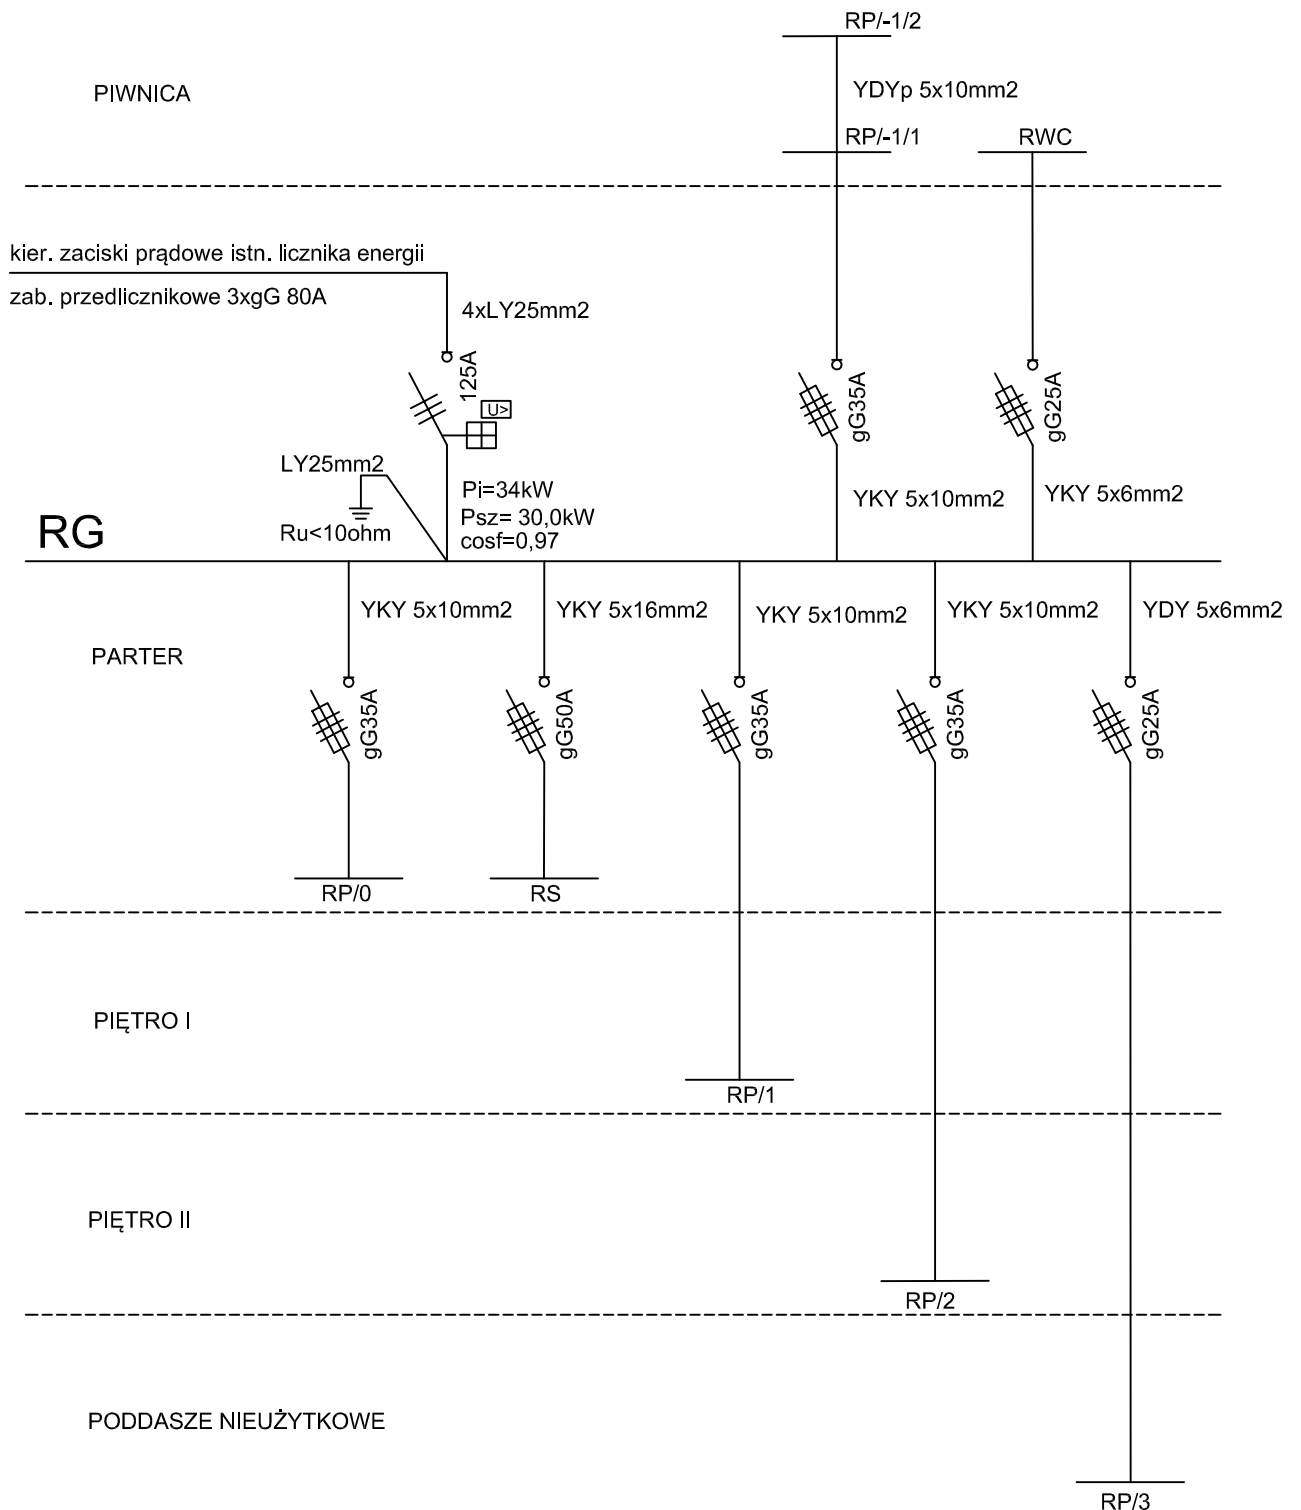 RP/-1/2
PIWNICA
YDYp 5x10mm2
RP/-1/1
RWC
kier. zaciski prądowe istn. licznika energii
zab. przedlicznikowe 3xgG 80A
4xLY25mm2
125A
U>
gG35A
gG25A
LY25mm2
Pi=34kW
Psz= 30,0kW
cosf=0,97
YKY 5x10mm2
YKY 5x6mm2
RG
Ru<10ohm
YKY 5x10mm2
YKY 5x16mm2
YKY 5x10mm2
YKY 5x10mm2
YDY 5x6mm2
PARTER
gG35A
gG50A
gG35A
gG35A
gG25A
RP/0
RS
PIĘTRO I
RP/1
PIĘTRO II
RP/2
PODDASZE NIEUŻYTKOWE
RP/3